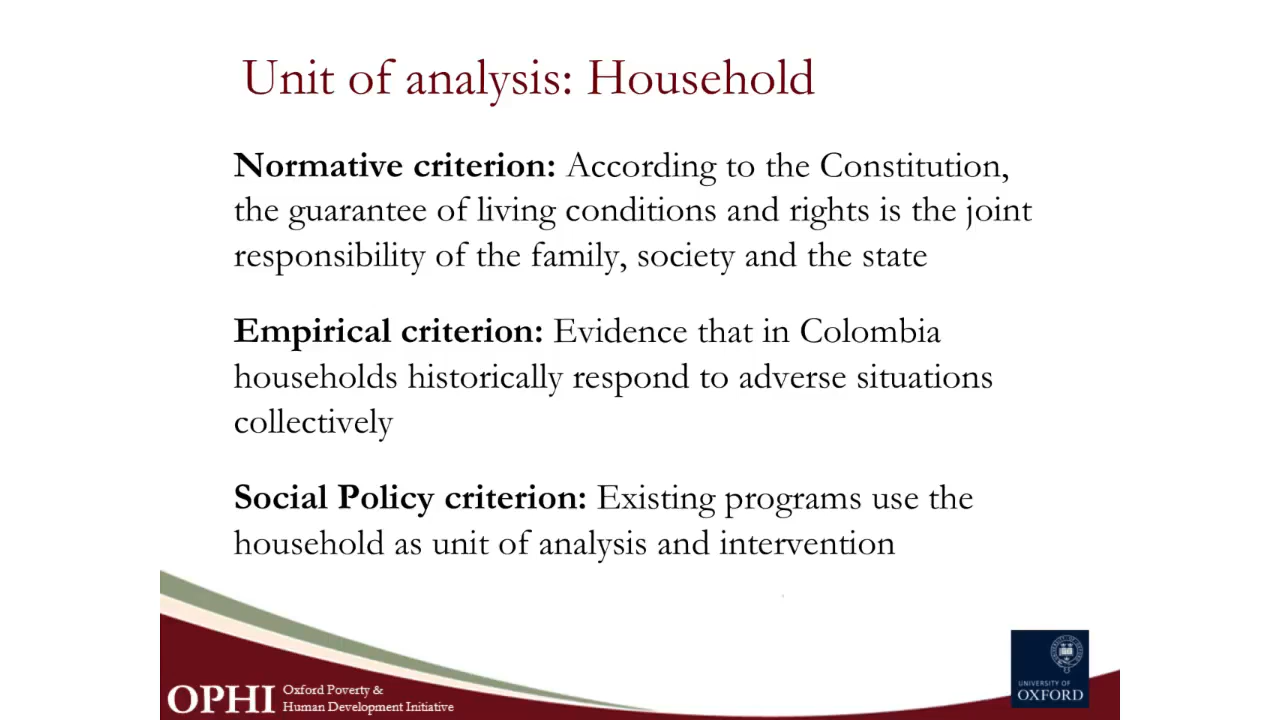 Unit of analysis: Household
Normative criterion: According to the Constitution,
the guarantee of living conditions and rights is the joint
responsibility of the family, society and the state
Empirical criterion: Evidence that in Colombia
households historically respond to adverse situations
collectively
Social Policy criterion: Existing programs use the
household as unit of analysis and intervention
OPHI
Oxford Poverty &
Human Development Initiative
UNIVERSITY OF
OXFORD